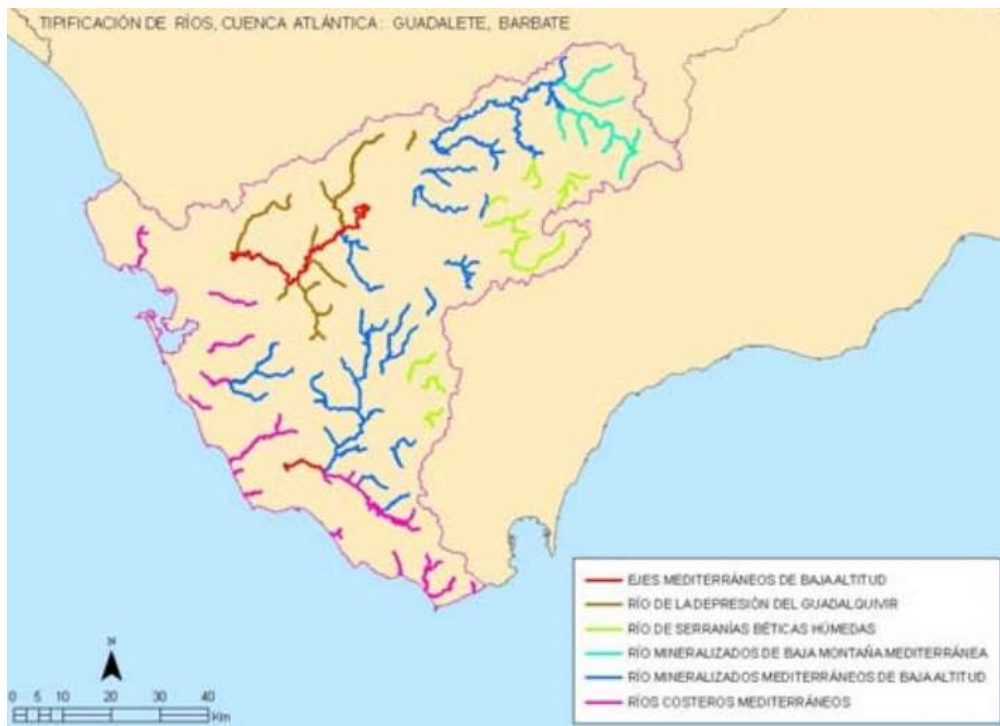 TIPIFICACIÓN DE RÍOS, CUENCA ATLÁNTICA: GUADALETE, BARBATE
EJES MEDITERRÁNEOS DE BAJA ALTITUD
RÍO DE LA DEPRESIÓN DEL GUADALQUIVIR
RÍO DE SERRANÍAS BÉTICAS HÚMEDAS
RÍO MINERALIZADOS DE BAJA MONTAÑA MEDITERRÁNEA
RÍO MINERALIZADOS MEDITERRÁNEOS DE BAJA ALTITUD
RÍOS COSTEROS MEDITERRÁNEOS
N
0 5 10 20 30 40
Km